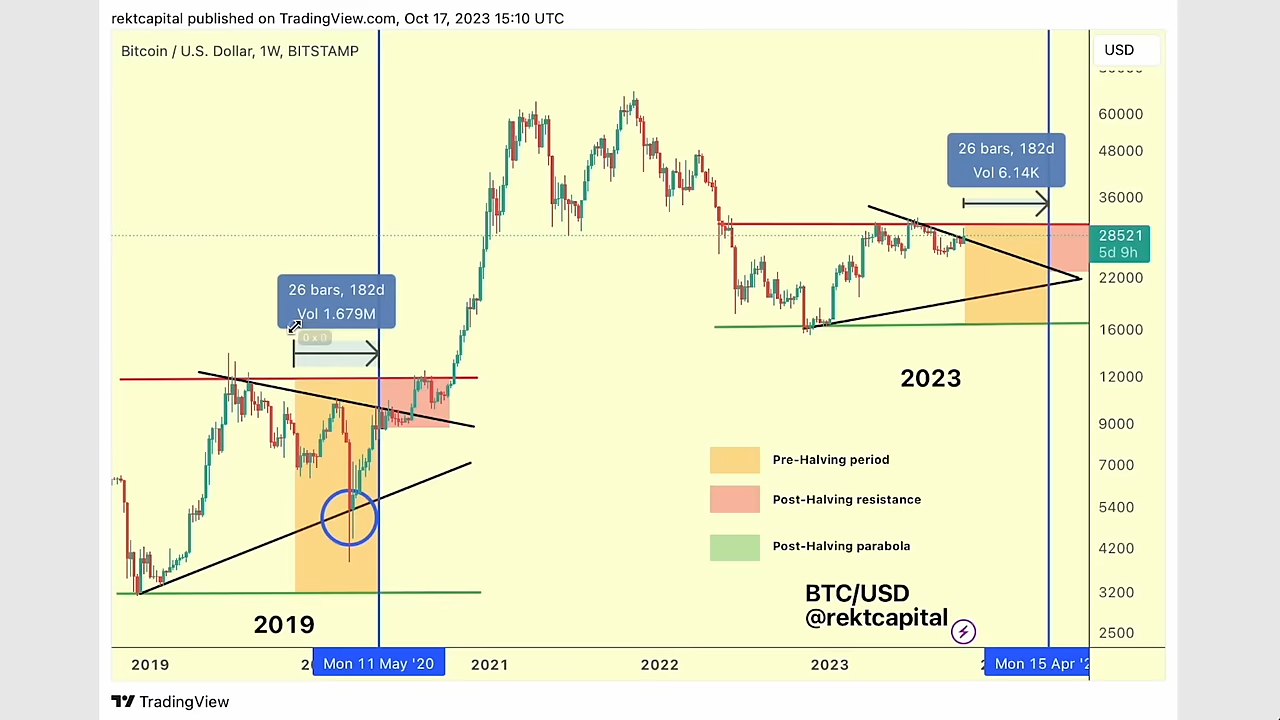 rektcapital published on TradingView.com, Oct 17, 2023 15:10 UTC
Bitcoin / U.S. Dollar, 1W, BITSTAMP
USD
60000
48000
36000
28521
5d 9h
22000
16000
12000
9000
7000
5400
4200
3200
2500
26 bars, 182d
Vol 6.14K
26 bars, 182d
Vol 1.679M
0 x 0
2023
Pre-Halving period
Post-Halving resistance
Post-Halving parabola
BTC/USD
@rektcapital
2019
2019
Mon 11 May '20
2021
2022
2023
Mon 15 Apr '2
TradingView